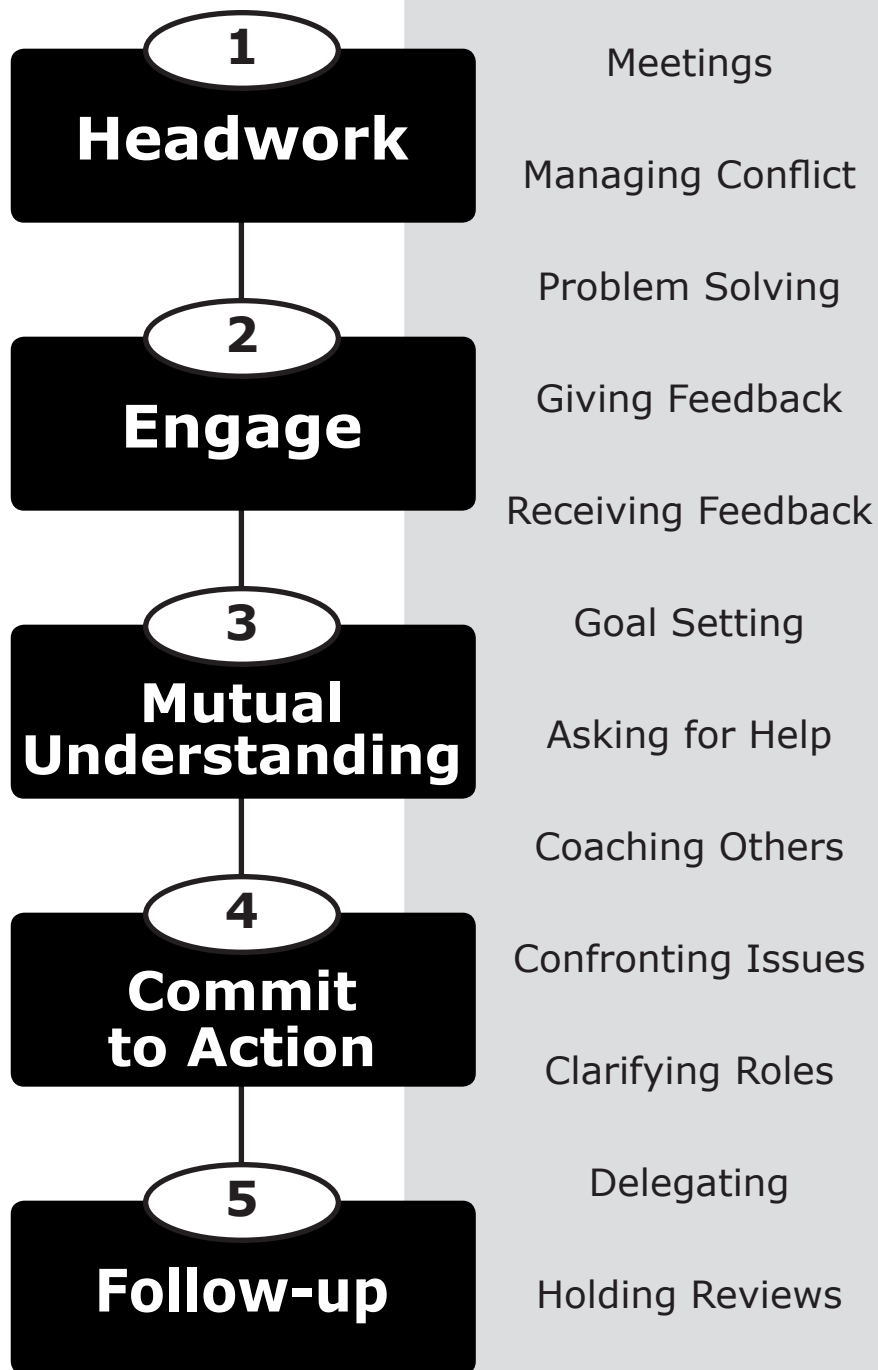 1
Headwork
2
Engage
3
Mutual
Understanding
4
Commit
to Action
5
Follow-up
Meetings
Managing Conflict
Problem Solving
Giving Feedback
Receiving Feedback
Goal Setting
Asking for Help
Coaching Others
Confronting Issues
Clarifying Roles
Delegating
Holding Reviews